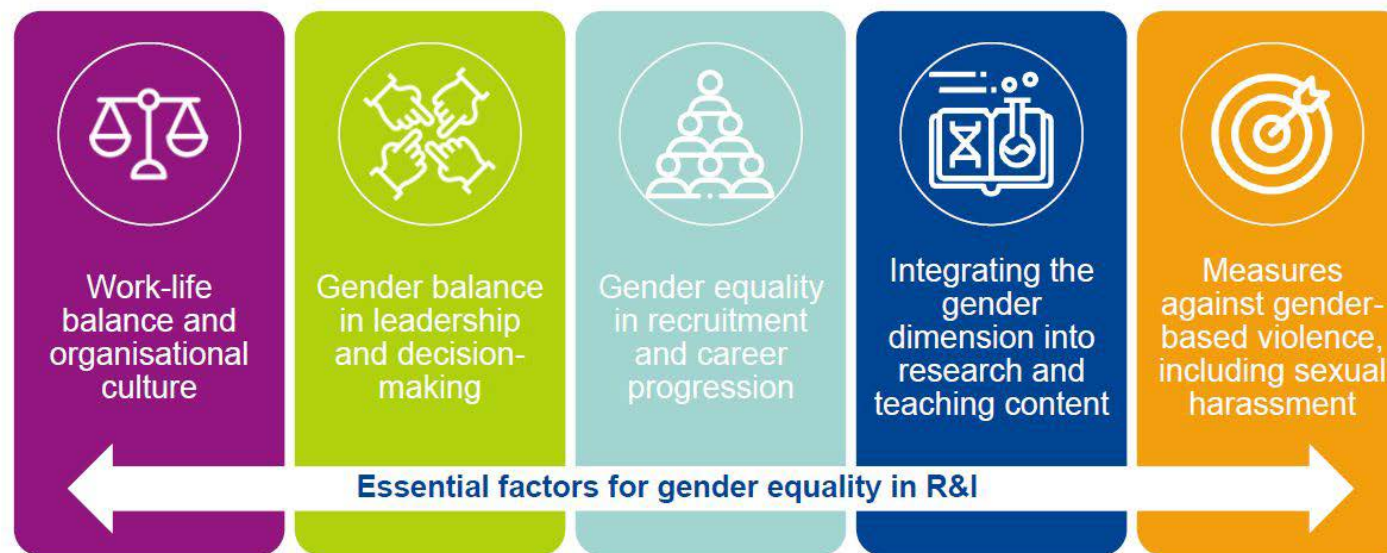 Work-life
balance and
organisational
culture
Gender balance
in leadership
and decision-
making
Gender equality
in recruitment
and career
progression
Integrating the
gender
dimension into
research and
teaching content
Measures
against gender-
based violence,
including sexual
harassment
Essential factors for gender equality in R&I